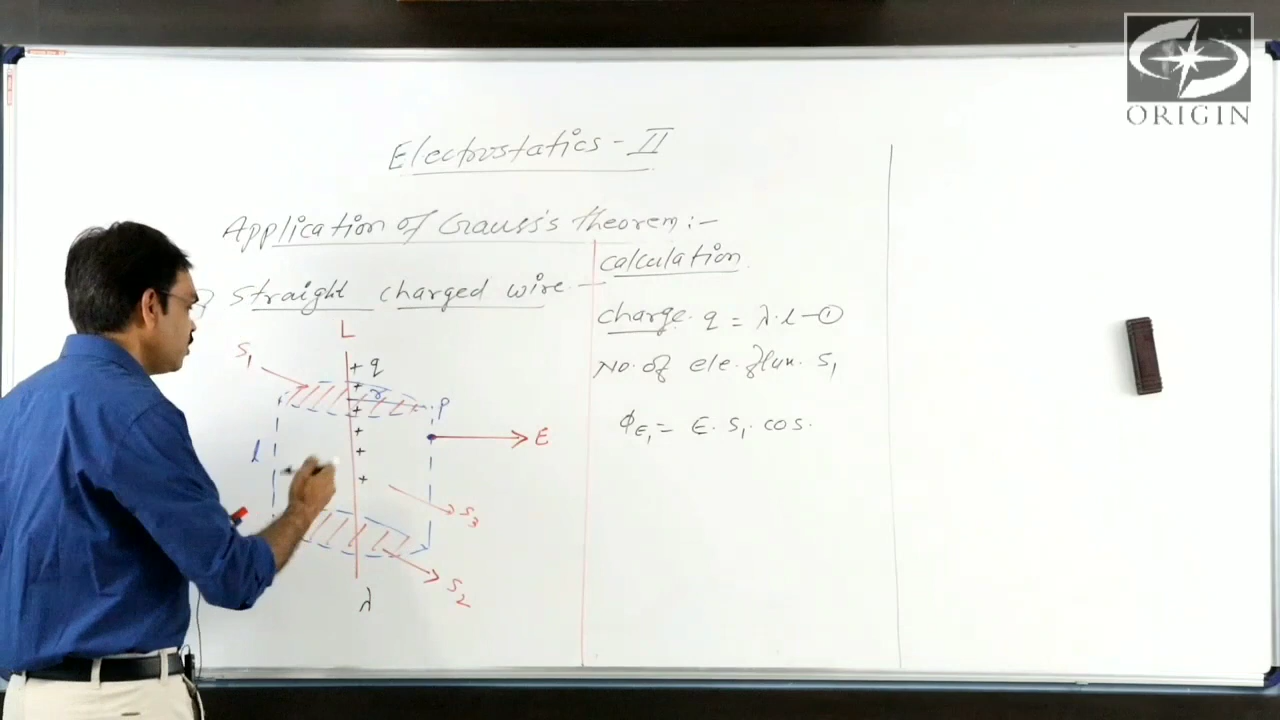 ORIGIN
Electrostatics - II
Application of Gauss's theorem :-
Straight charged wire -
L
+ q
+
+
+
+
+
S1
r
P
E
l
S3
S2
λ
calculation
charge. q = λ.l -①
No. of ele. flux. S1
ϕE1 = E. S1. cos.